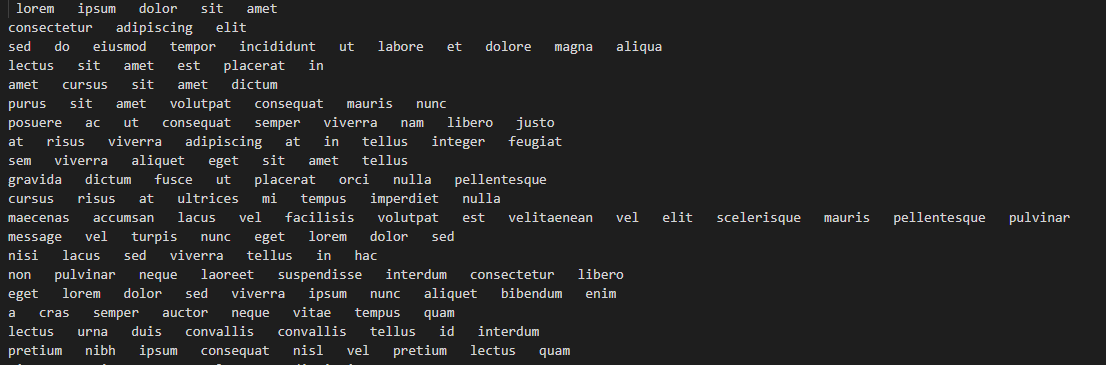 lorem   ipsum   dolor   sit   amet
consectetur   adipiscing   elit
sed   do   eiusmod   tempor   incididunt   ut   labore   et   dolore   magna   aliqua
lectus   sit   amet   est   placerat   in
amet   cursus   sit   amet   dictum
purus   sit   amet   volutpat   consequat   mauris   nunc
posuere   ac   ut   consequat   semper   viverra   nam   libero   justo
at   risus   viverra   adipiscing   at   in   tellus   integer   feugiat
sem   viverra   aliquet   eget   sit   amet   tellus
gravida   dictum   fusce   ut   placerat   orci   nulla   pellentesque
cursus   risus   at   ultrices   mi   tempus   imperdiet   nulla
maecenas   accumsan   lacus   vel   facilisis   volutpat   est   velitaenean   vel   elit   scelerisque   mauris   pellentesque   pulvinar
message   vel   turpis   nunc   eget   lorem   dolor   sed
nisi   lacus   sed   viverra   tellus   in   hac
non   pulvinar   neque   laoreet   suspendisse   interdum   consectetur   libero
eget   lorem   dolor   sed   viverra   ipsum   nunc   aliquet   bibendum   enim
a   cras   semper   auctor   neque   vitae   tempus   quam
lectus   urna   duis   convallis   convallis   tellus   id   interdum
pretium   nibh   ipsum   consequat   nisl   vel   pretium   lectus   quam